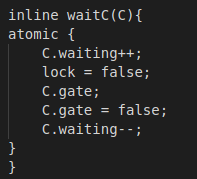 inline waitC(C){
atomic {
    C.waiting++;
    lock = false;
    C.gate;
    C.gate = false;
    C.waiting--;
}
}